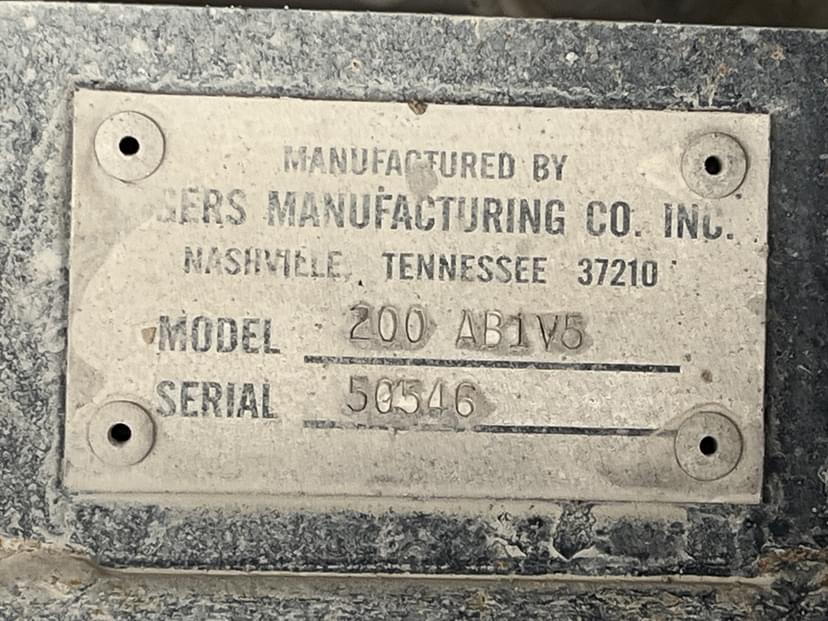 MANUFACTURED BY
GERS MANUFACTURING CO. INC.
NASHVILLE, TENNESSEE 37210
MODEL 200 AB1V5
SERIAL 50546